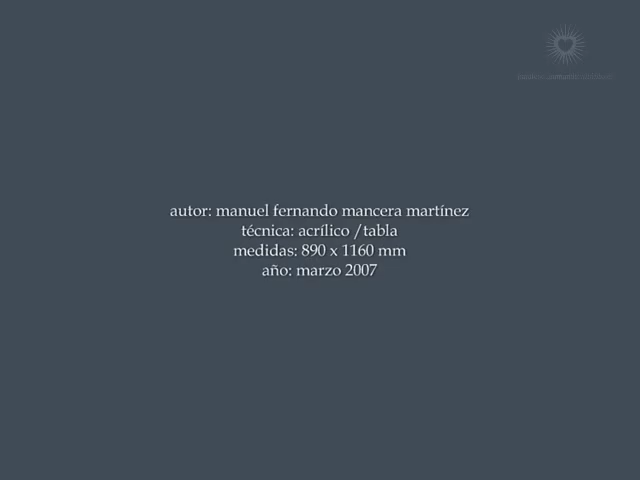 autor: manuel fernando mancera martínez
técnica: acrílico /tabla
medidas: 890 x 1160 mm
año: marzo 2007